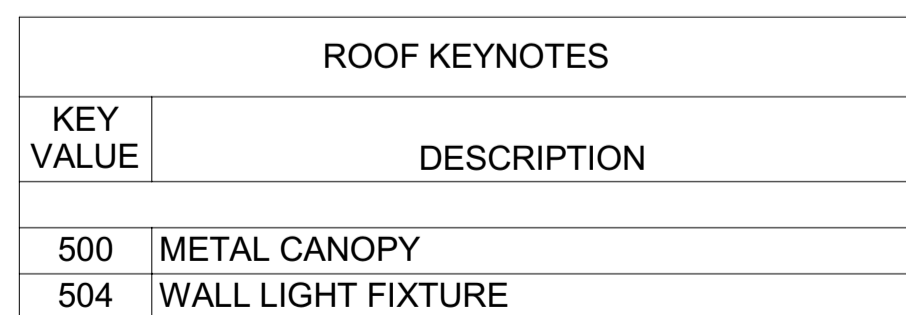 ROOF KEYNOTES
KEY
VALUE
DESCRIPTION
500 METAL CANOPY
504 WALL LIGHT FIXTURE